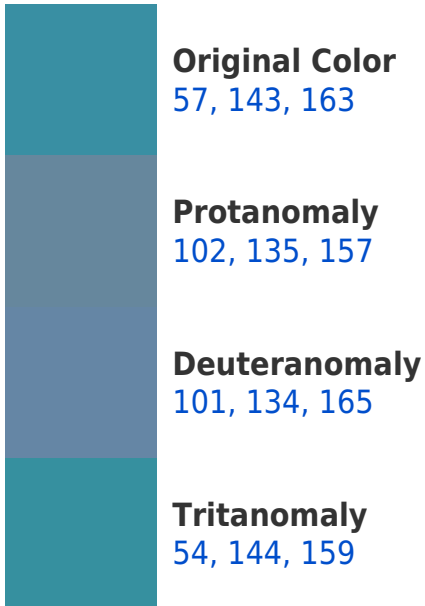 Original Color
57, 143, 163
Protanomaly
102, 135, 157
Deuteranomaly
101, 134, 165
Tritanomaly
54, 144, 159